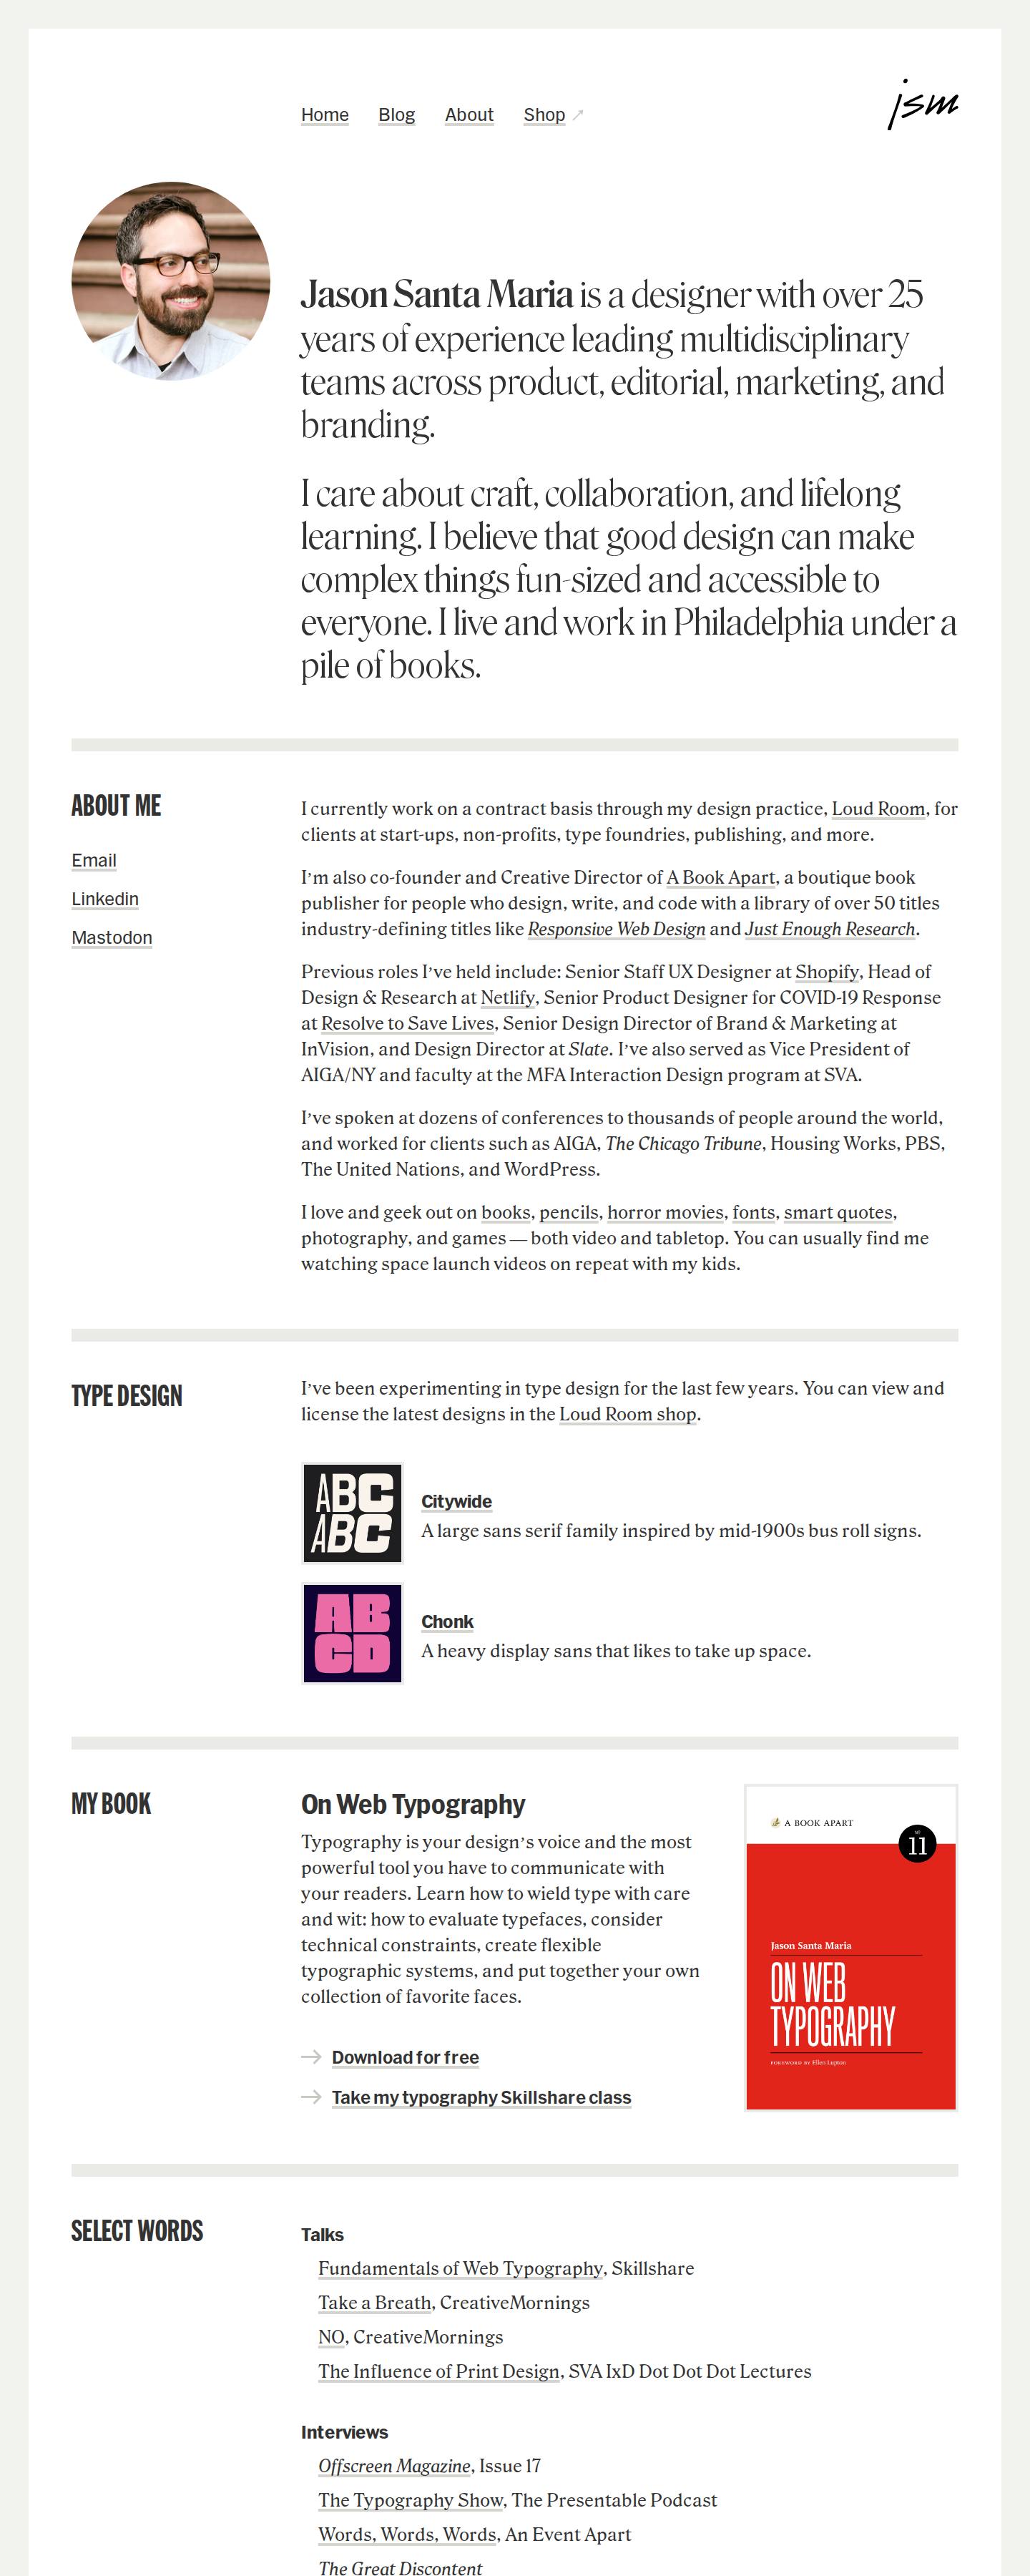 Home Blog About Shop ↗
jsm
Jason Santa Maria is a designer with over 25
years of experience leading multidisciplinary
teams across product, editorial, marketing, and
branding.
I care about craft, collaboration, and lifelong
learning. I believe that good design can make
complex things fun-sized and accessible to
everyone. I live and work in Philadelphia under a
pile of books.
ABOUT ME
Email
Linkedin
Mastodon
I currently work on a contract basis through my design practice, Loud Room, for
clients at start-ups, non-profits, type foundries, publishing, and more.
I’m also co-founder and Creative Director of A Book Apart, a boutique book
publisher for people who design, write, and code with a library of over 50 titles
industry-defining titles like Responsive Web Design and Just Enough Research.
Previous roles I’ve held include: Senior Staff UX Designer at Shopify, Head of
Design & Research at Netlify, Senior Product Designer for COVID-19 Response
at Resolve to Save Lives, Senior Design Director of Brand & Marketing at
InVision, and Design Director at Slate. I’ve also served as Vice President of
AIGA/NY and faculty at the MFA Interaction Design program at SVA.
I’ve spoken at dozens of conferences to thousands of people around the world,
and worked for clients such as AIGA, The Chicago Tribune, Housing Works, PBS,
The United Nations, and WordPress.
I love and geek out on books, pencils, horror movies, fonts, smart quotes,
photography, and games — both video and tabletop. You can usually find me
watching space launch videos on repeat with my kids.
TYPE DESIGN
I’ve been experimenting in type design for the last few years. You can view and
license the latest designs in the Loud Room shop.
ABC
ABC
Citywide
A large sans serif family inspired by mid-1900s bus roll signs.
AB
CD
Chonk
A heavy display sans that likes to take up space.
MY BOOK
On Web Typography
Typography is your design’s voice and the most
powerful tool you have to communicate with
your readers. Learn how to wield type with care
and wit: how to evaluate typefaces, consider
technical constraints, create flexible
typographic systems, and put together your own
collection of favorite faces.
→ Download for free
→ Take my typography Skillshare class
A BOOK APART
11
Jason Santa Maria
ON WEB
TYPOGRAPHY
FOREWORD BY Ellen Lupton
SELECT WORDS
Talks
Fundamentals of Web Typography, Skillshare
Take a Breath, CreativeMornings
NO, CreativeMornings
The Influence of Print Design, SVA IxD Dot Dot Dot Lectures
Interviews
Offscreen Magazine, Issue 17
The Typography Show, The Presentable Podcast
Words, Words, Words, An Event Apart
The Great Discontent